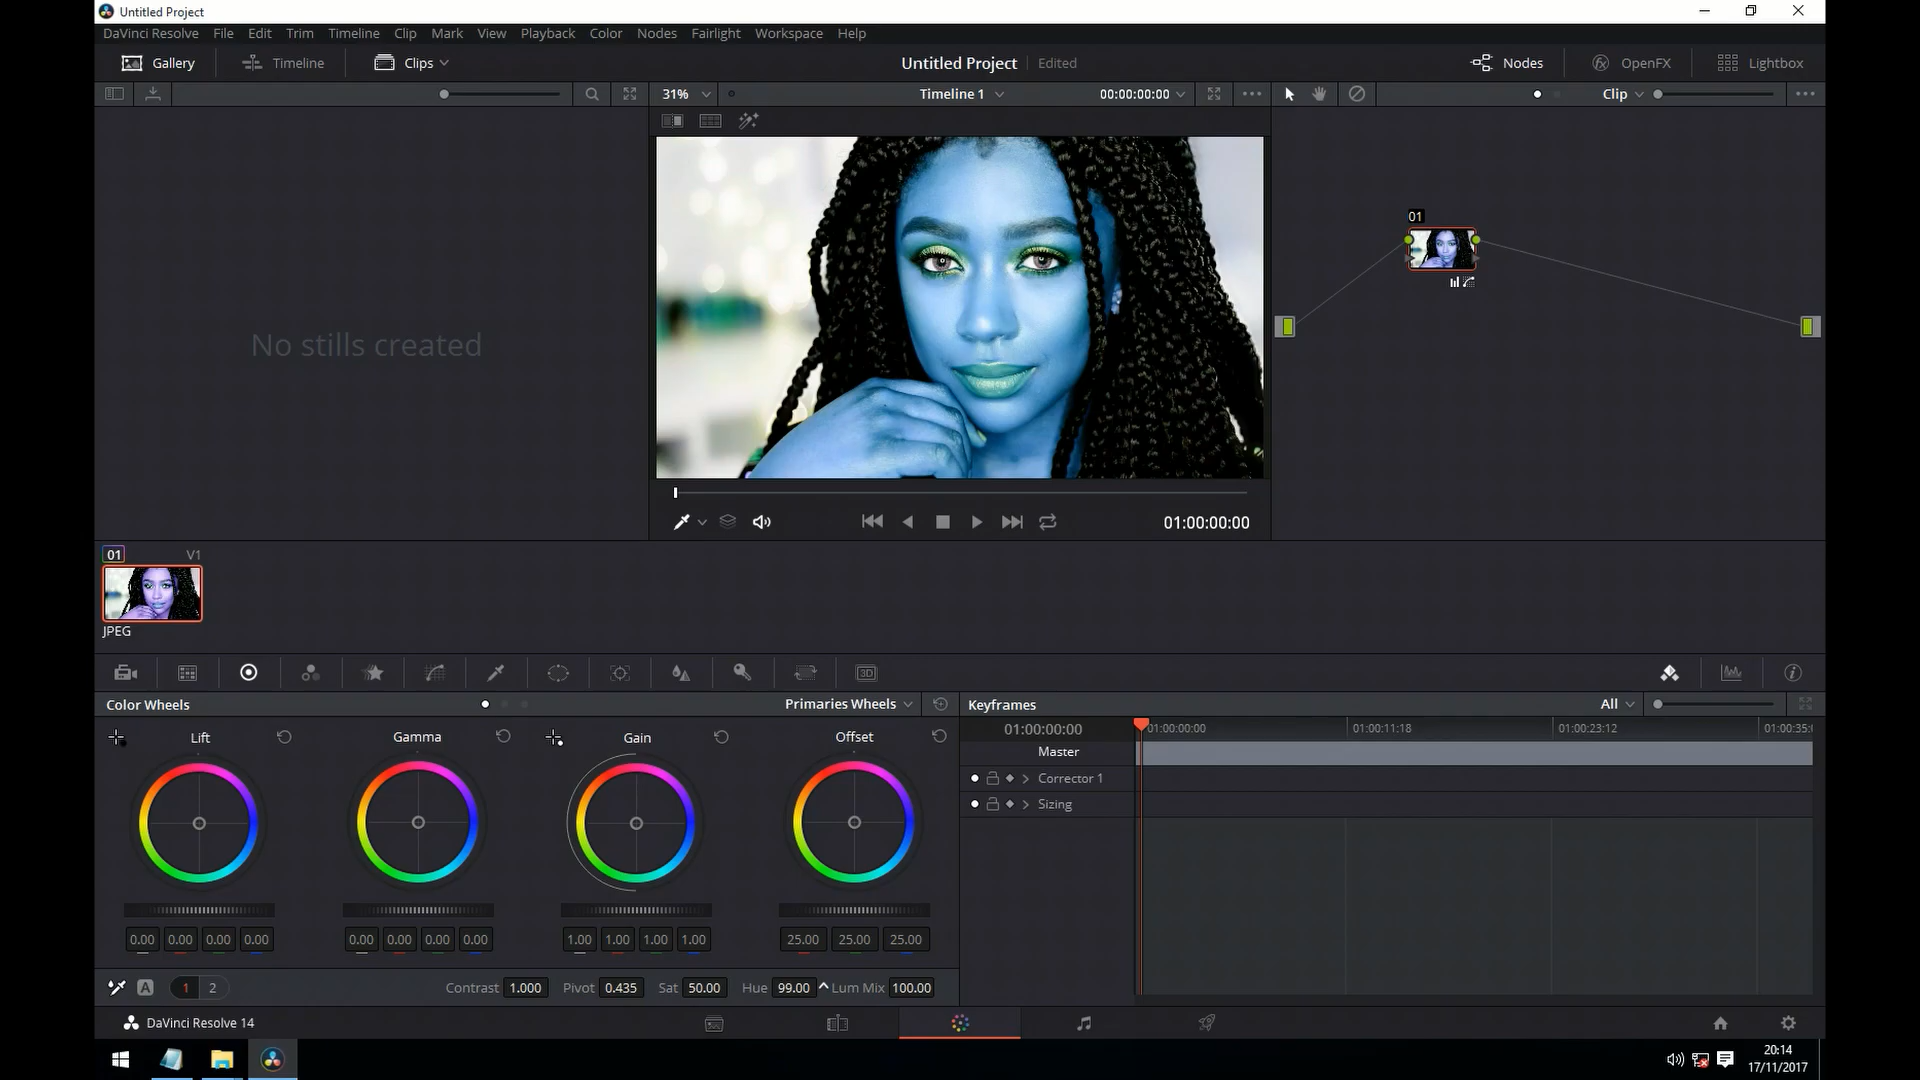 Untitled Project
DaVinci Resolve File Edit Trim Timeline Clip Mark View Playback Color Nodes Fairlight Workspace Help
Gallery Timeline Clips Untitled Project Edited Nodes OpenFX Lightbox
31% Timeline 1 00:00:00:00 Clip
01
No stills created
01:00:00:00
01 V1
JPEG
Color Wheels Primaries Wheels Keyframes All
01:00:00:00 01:00:00:00 01:00:11:18 01:00:23:12
Lift Gamma Gain Offset
Master
Corrector 1
Sizing
0.00 0.00 0.00 0.00 0.00 0.00 0.00 0.00 1.00 1.00 1.00 1.00 25.00 25.00 25.00
A 1 2 Contrast 1.000 Pivot 0.435 Sat 50.00 Hue 99.00 Lum Mix 100.00
DaVinci Resolve 14
20:14
17/11/2017